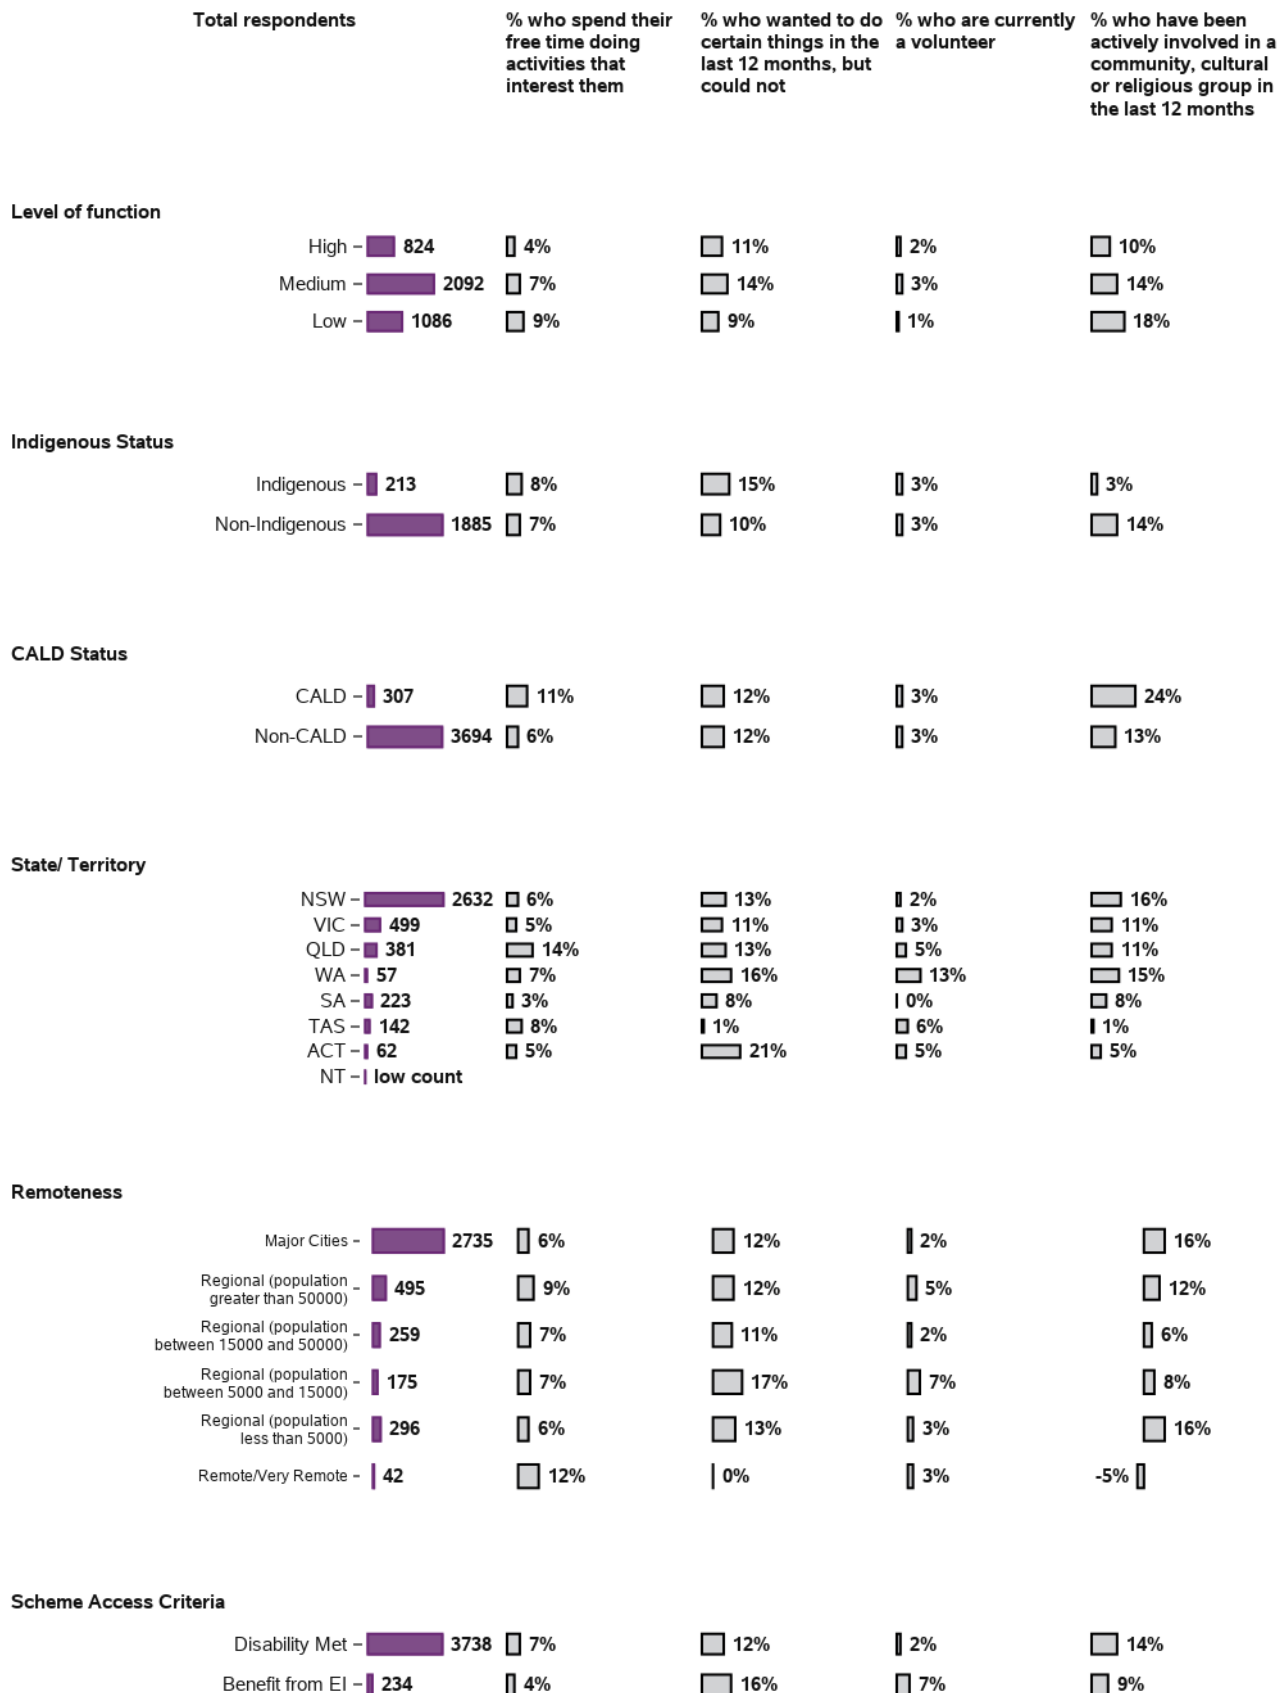 Total respondents
% who spend their free time doing activities that interest them
% who wanted to do certain things in the last 12 months, but could not
% who are currently a volunteer
% who have been actively involved in a community, cultural or religious group in the last 12 months
Level of function
High 824 4% 11% 2% 10%
Medium 2092 7% 14% 3% 14%
Low 1086 9% 9% 1% 18%
Indigenous Status
Indigenous 213 8% 15% 3% 3%
Non-Indigenous 1885 7% 10% 3% 14%
CALD Status
CALD 307 11% 12% 3% 24%
Non-CALD 3694 6% 12% 3% 13%
State/ Territory
NSW 2632 6% 13% 2% 16%
VIC 499 5% 11% 3% 11%
QLD 381 14% 13% 5% 11%
WA 57 7% 16% 13% 15%
SA 223 3% 8% 0% 8%
TAS 142 8% 1% 6% 1%
ACT 62 5% 21% 5% 5%
NT low count
Remoteness
Major Cities 2735 6% 12% 2% 16%
Regional (population
greater than 50000) 495 9% 12% 5% 12%
Regional (population
between 15000 and 50000) 259 7% 11% 2% 6%
Regional (population
between 5000 and 15000) 175 7% 17% 7% 8%
Regional (population
less than 5000) 296 6% 13% 3% 16%
Remote/Very Remote 42 12% 0% 3% -5%
Scheme Access Criteria
Disability Met 3738 7% 12% 2% 14%
Benefit from EI 234 4% 16% 7% 9%